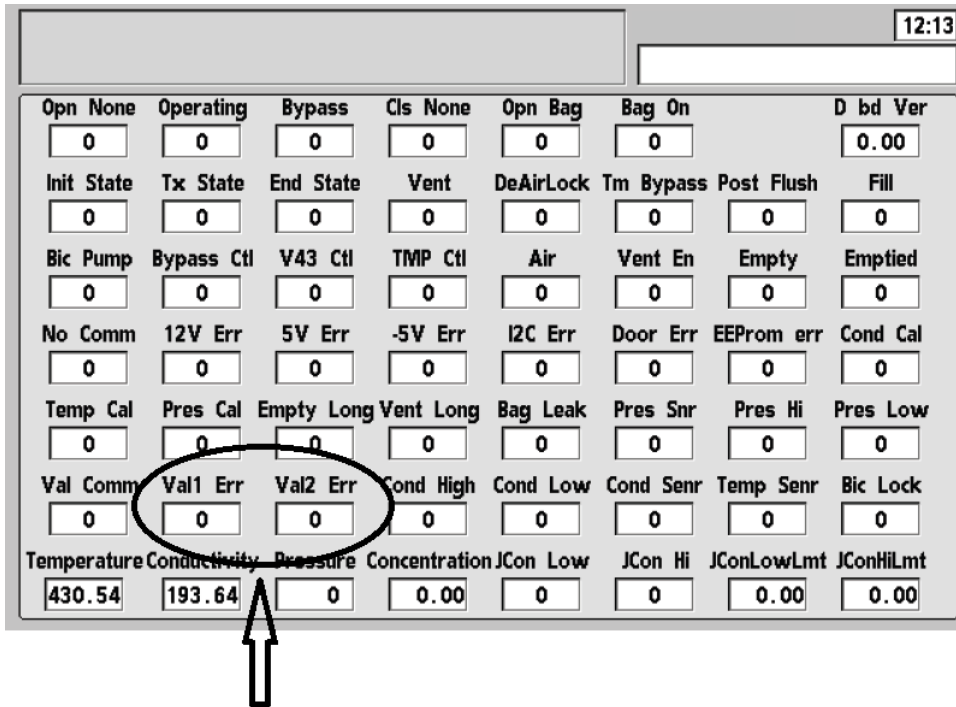 12:13
Opn None Operating Bypass Cls None Opn Bag Bag On D bd Ver
0 0 0 0 0 0 0.00
Init State Tx State End State Vent DeAirLock Tm Bypass Post Flush Fill
0 0 0 0 0 0 0 0
Bic Pump Bypass Ctl V43 Ctl TMP Ctl Air Vent En Empty Emptied
0 0 0 0 0 0 0 0
No Comm 12V Err 5V Err -5V Err I2C Err Door Err EEProm err Cond Cal
0 0 0 0 0 0 0 0
Temp Cal Pres Cal Empty Long Vent Long Bag Leak Pres Snr Pres Hi Pres Low
0 0 0 0 0 0 0 0
Val Comm Val1 Err Val2 Err Cond High Cond Low Cond Senr Temp Senr Bic Lock
0 0 0 0 0 0 0 0
Temperature Conductivity Pressure Concentration JCon Low JCon Hi JConLowLmt JConHiLmt
430.54 193.64 0 0.00 0 0 0.00 0.00